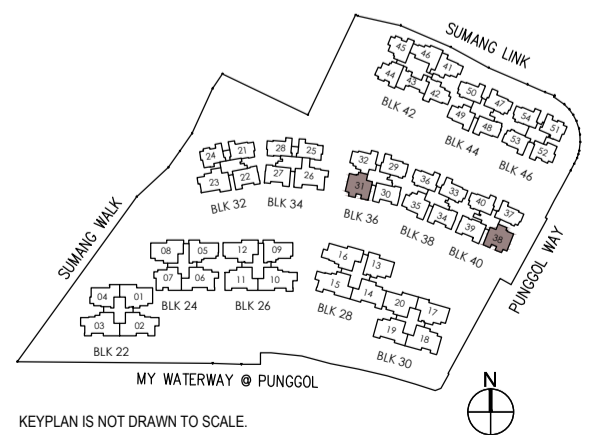 SUMANG LINK
45 46 41
44 43 42
BLK 42
50 47
49 48
BLK 44
54 51
53 52
BLK 46
24 21
23 22
BLK 32
28 25
27 26
BLK 34
32 29
31 30
BLK 36
36 33
35 34
BLK 38
40 37
39 38
BLK 40
SUMANG WALK
PUNGGOL WAY
08 05
07 06
BLK 24
12 09
11 10
BLK 26
16 13
15 14
BLK 28
20 17
19 18
BLK 30
04 01
03 02
BLK 22
MY WATERWAY @ PUNGGOL
N
KEYPLAN IS NOT DRAWN TO SCALE.